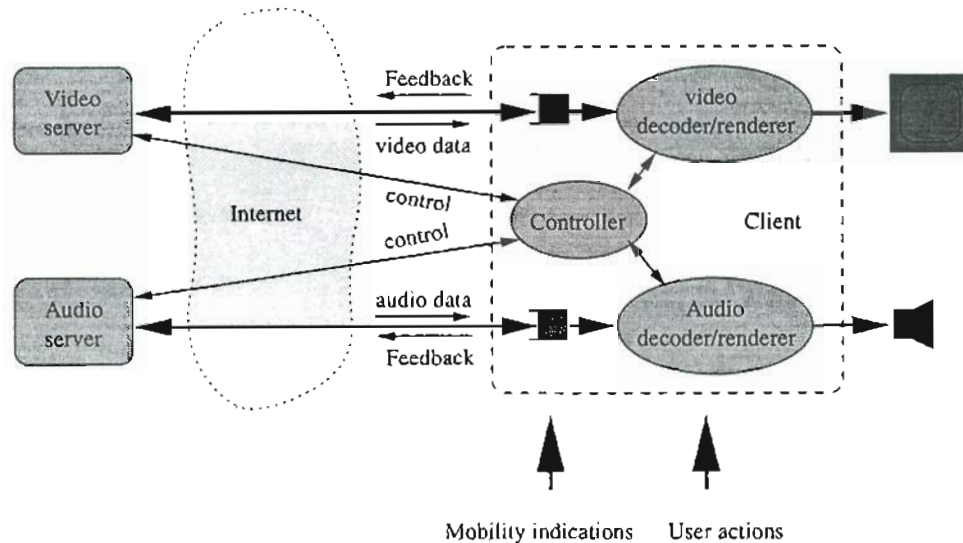 Feedback
Video
server
video
decoder/renderer
video data
Internet
control
control
Controller
Client
audio data
Audio
server
Audio
decoder/renderer
Feedback
Mobility indications
User actions